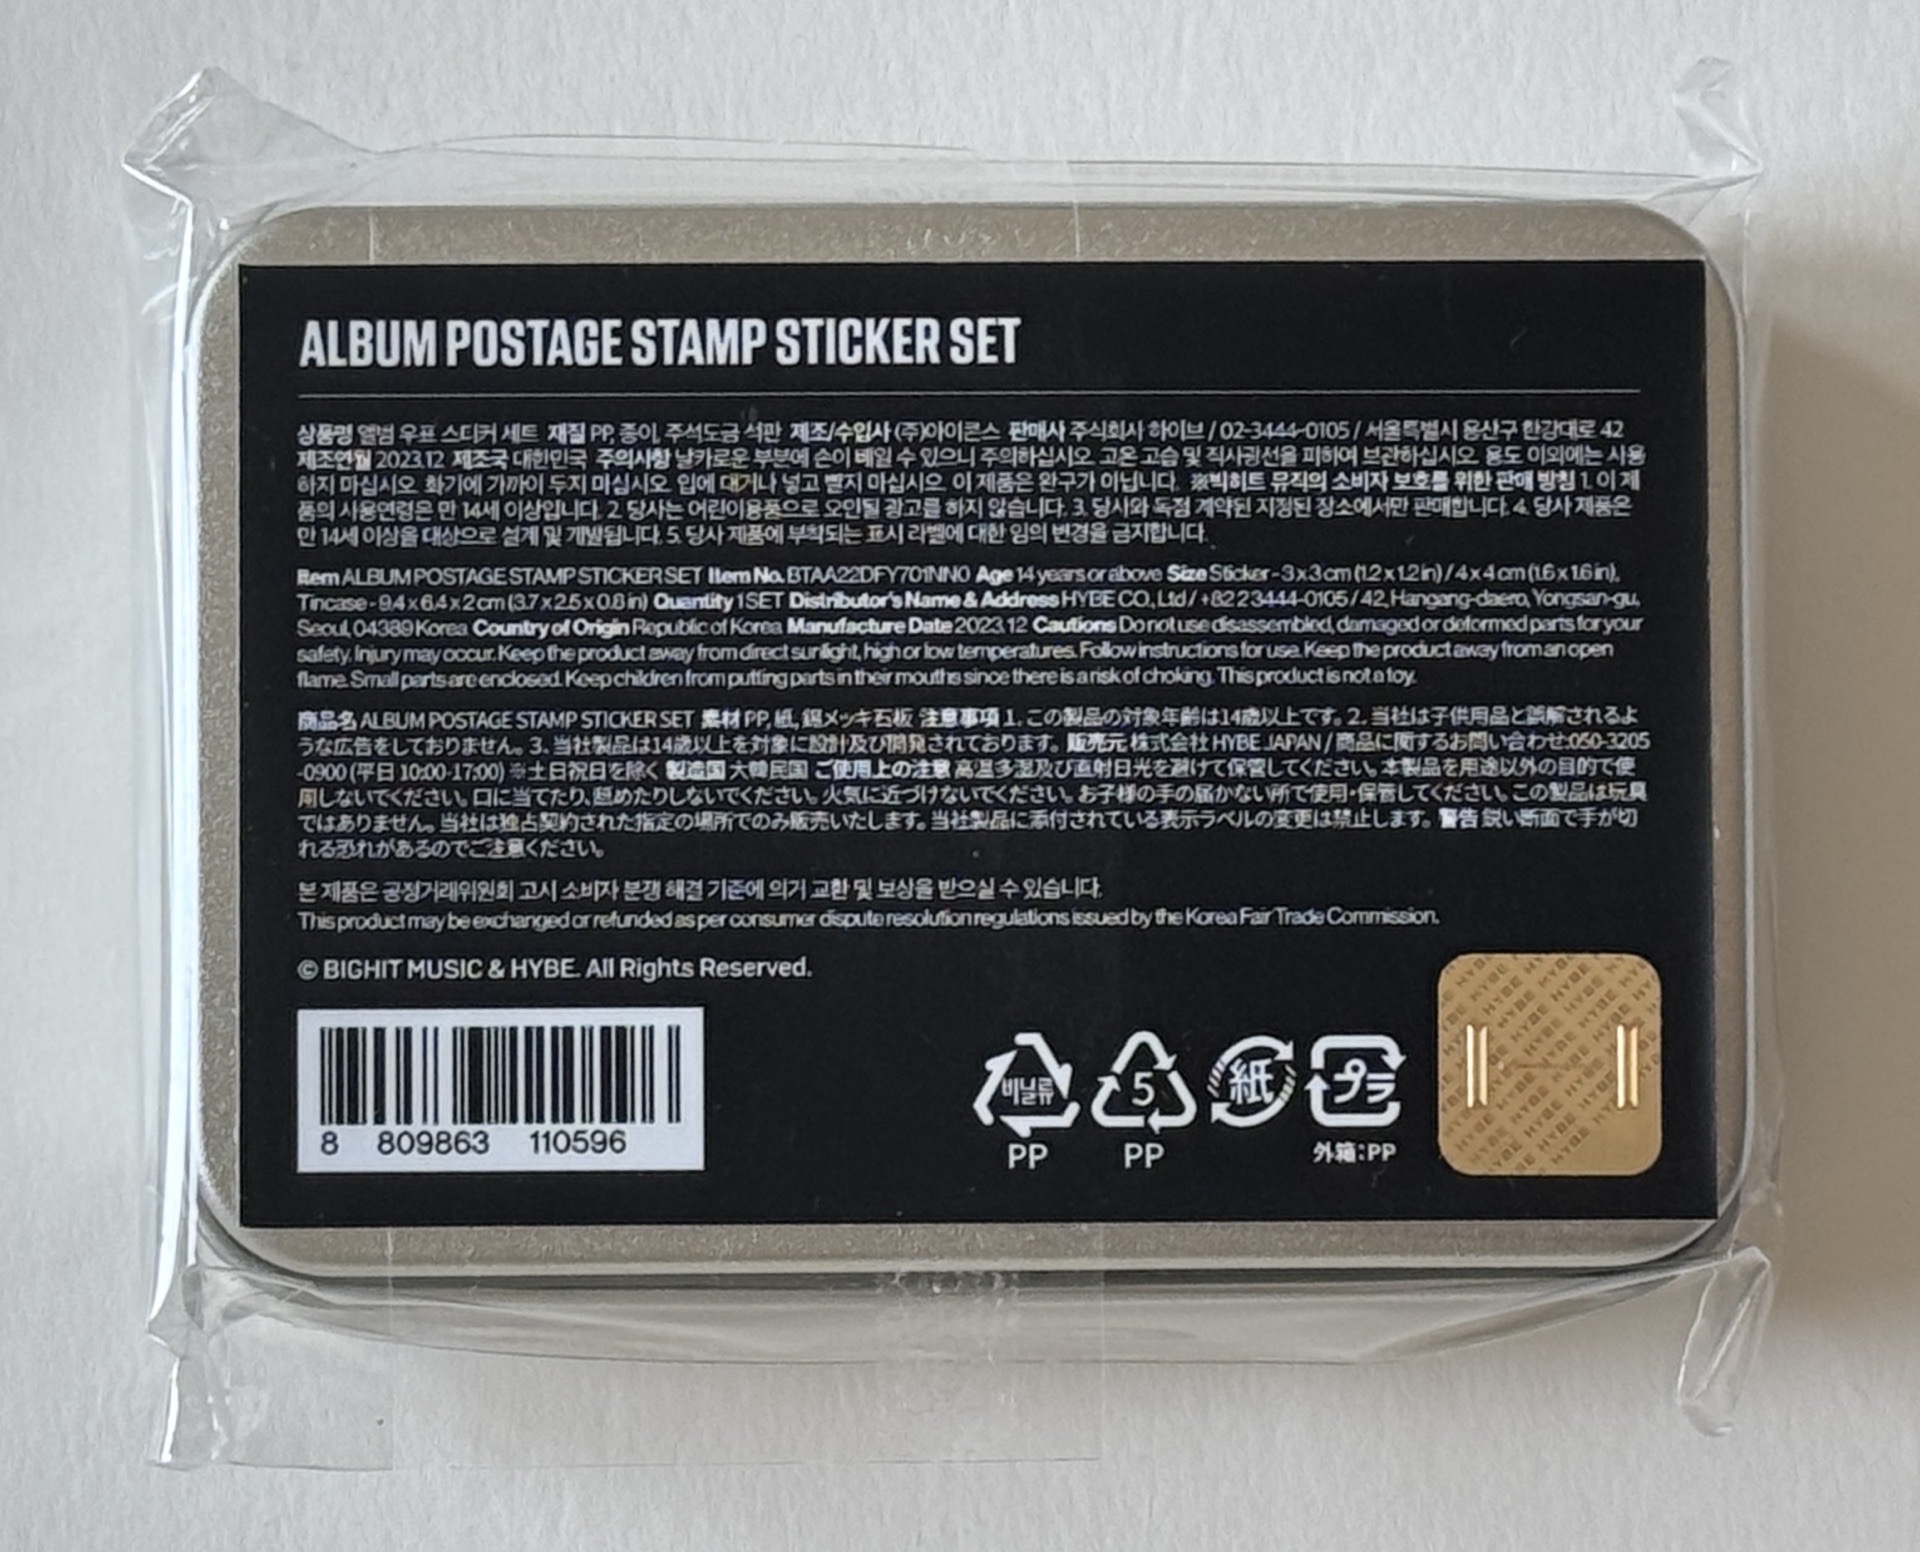 ALBUM POSTAGE STAMP STICKER SET
상품명 앨범 우표 스티커 세트 재질 PP, 종이, 주석도금 석판 제조/수입사 (주)아이콘스 판매사 주식회사 하이브 / 02-3444-0105 / 서울특별시 용산구 한강대로 42
제조연월 2023.12 제조국 대한민국 주의사항 날카로운 부분에 손이 베일 수 있으니 주의하십시오. 고온 고습 및 직사광선을 피하여 보관하십시오. 용도 이외에는 사용
하지 마십시오. 화기에 가까이 두지 마십시오. 입에 대거나 넣고 빨지 마십시오. 이 제품은 완구가 아닙니다. ※빅히트 뮤직의 소비자 보호를 위한 판매 방침 1. 이 제
품의 사용연령은 만 14세 이상입니다. 2. 당사는 어린이용품으로 오인될 광고를 하지 않습니다. 3. 당사와 독점 계약된 지정된 장소에서만 판매합니다. 4. 당사 제품은
만 14세 이상을 대상으로 설계 및 개발됩니다. 5. 당사 제품에 부착되는 표시 라벨에 대한 임의 변경을 금지합니다.
Item ALBUM POSTAGE STAMP STICKER SET Item No. BTAA22DFY701NN0 Age 14 years or above Size Sticker - 3 x 3 cm (1.2 x 1.2 in) / 4 x 4 cm (1.6 x 1.6 in),
Tincase - 9.4 x 6.4 x 2 cm (3.7 x 2.5 x 0.8 in) Quantity 1 SET Distributor's Name & Address HYBE CO., Ltd / +82 2 3444-0105 / 42, Hangang-daero, Yongsan-gu,
Seoul, 04389 Korea Country of Origin Republic of Korea Manufacture Date 2023.12 Cautions Do not use disassembled, damaged or deformed parts for your
safety. Injury may occur. Keep the product away from direct sunlight, high or low temperatures. Follow instructions for use. Keep the product away from an open
flame. Small parts are enclosed. Keep children from putting parts in their mouths since there is a risk of choking. This product is not a toy.
商品名 ALBUM POSTAGE STAMP STICKER SET 素材 PP, 紙, 錫メッキ石板 注意事項 1. この製品の対象年齢は14歳以上です。2. 当社は子供用品と誤解されるよ
うな広告をしておりません。3. 当社製品は14歳以上を対象に設計及び開発されております。販売元 株式会社 HYBE JAPAN / 商品に関するお問い合わせ:050-3205
-0900 (平日 10:00-17:00) ※土日祝日を除く 製造国 大韓民国 ご使用上の注意 高温多湿及び直射日光を避けて保管してください。本製品を用途以外の目的で使
用しないでください。口に当てたり、舐めたりしないでください。火気に近づけないでください。お子様の手の届かない所で使用・保管してください。この製品は玩具
ではありません。当社は独占契約された指定の場所でのみ販売いたします。当社製品に添付されている表示ラベルの変更は禁止します。警告 鋭い断面で手が切
れる恐れがあるのでご注意ください。
본 제품은 공정거래위원회 고시 소비자 분쟁 해결 기준에 의거 교환 및 보상을 받으실 수 있습니다.
This product may be exchanged or refunded as per consumer dispute resolution regulations issued by the Korea Fair Trade Commission.
© BIGHIT MUSIC & HYBE. All Rights Reserved.
8 809863 110596
비닐류 5 紙 プラ
PP PP 外箱:PP
HYBE